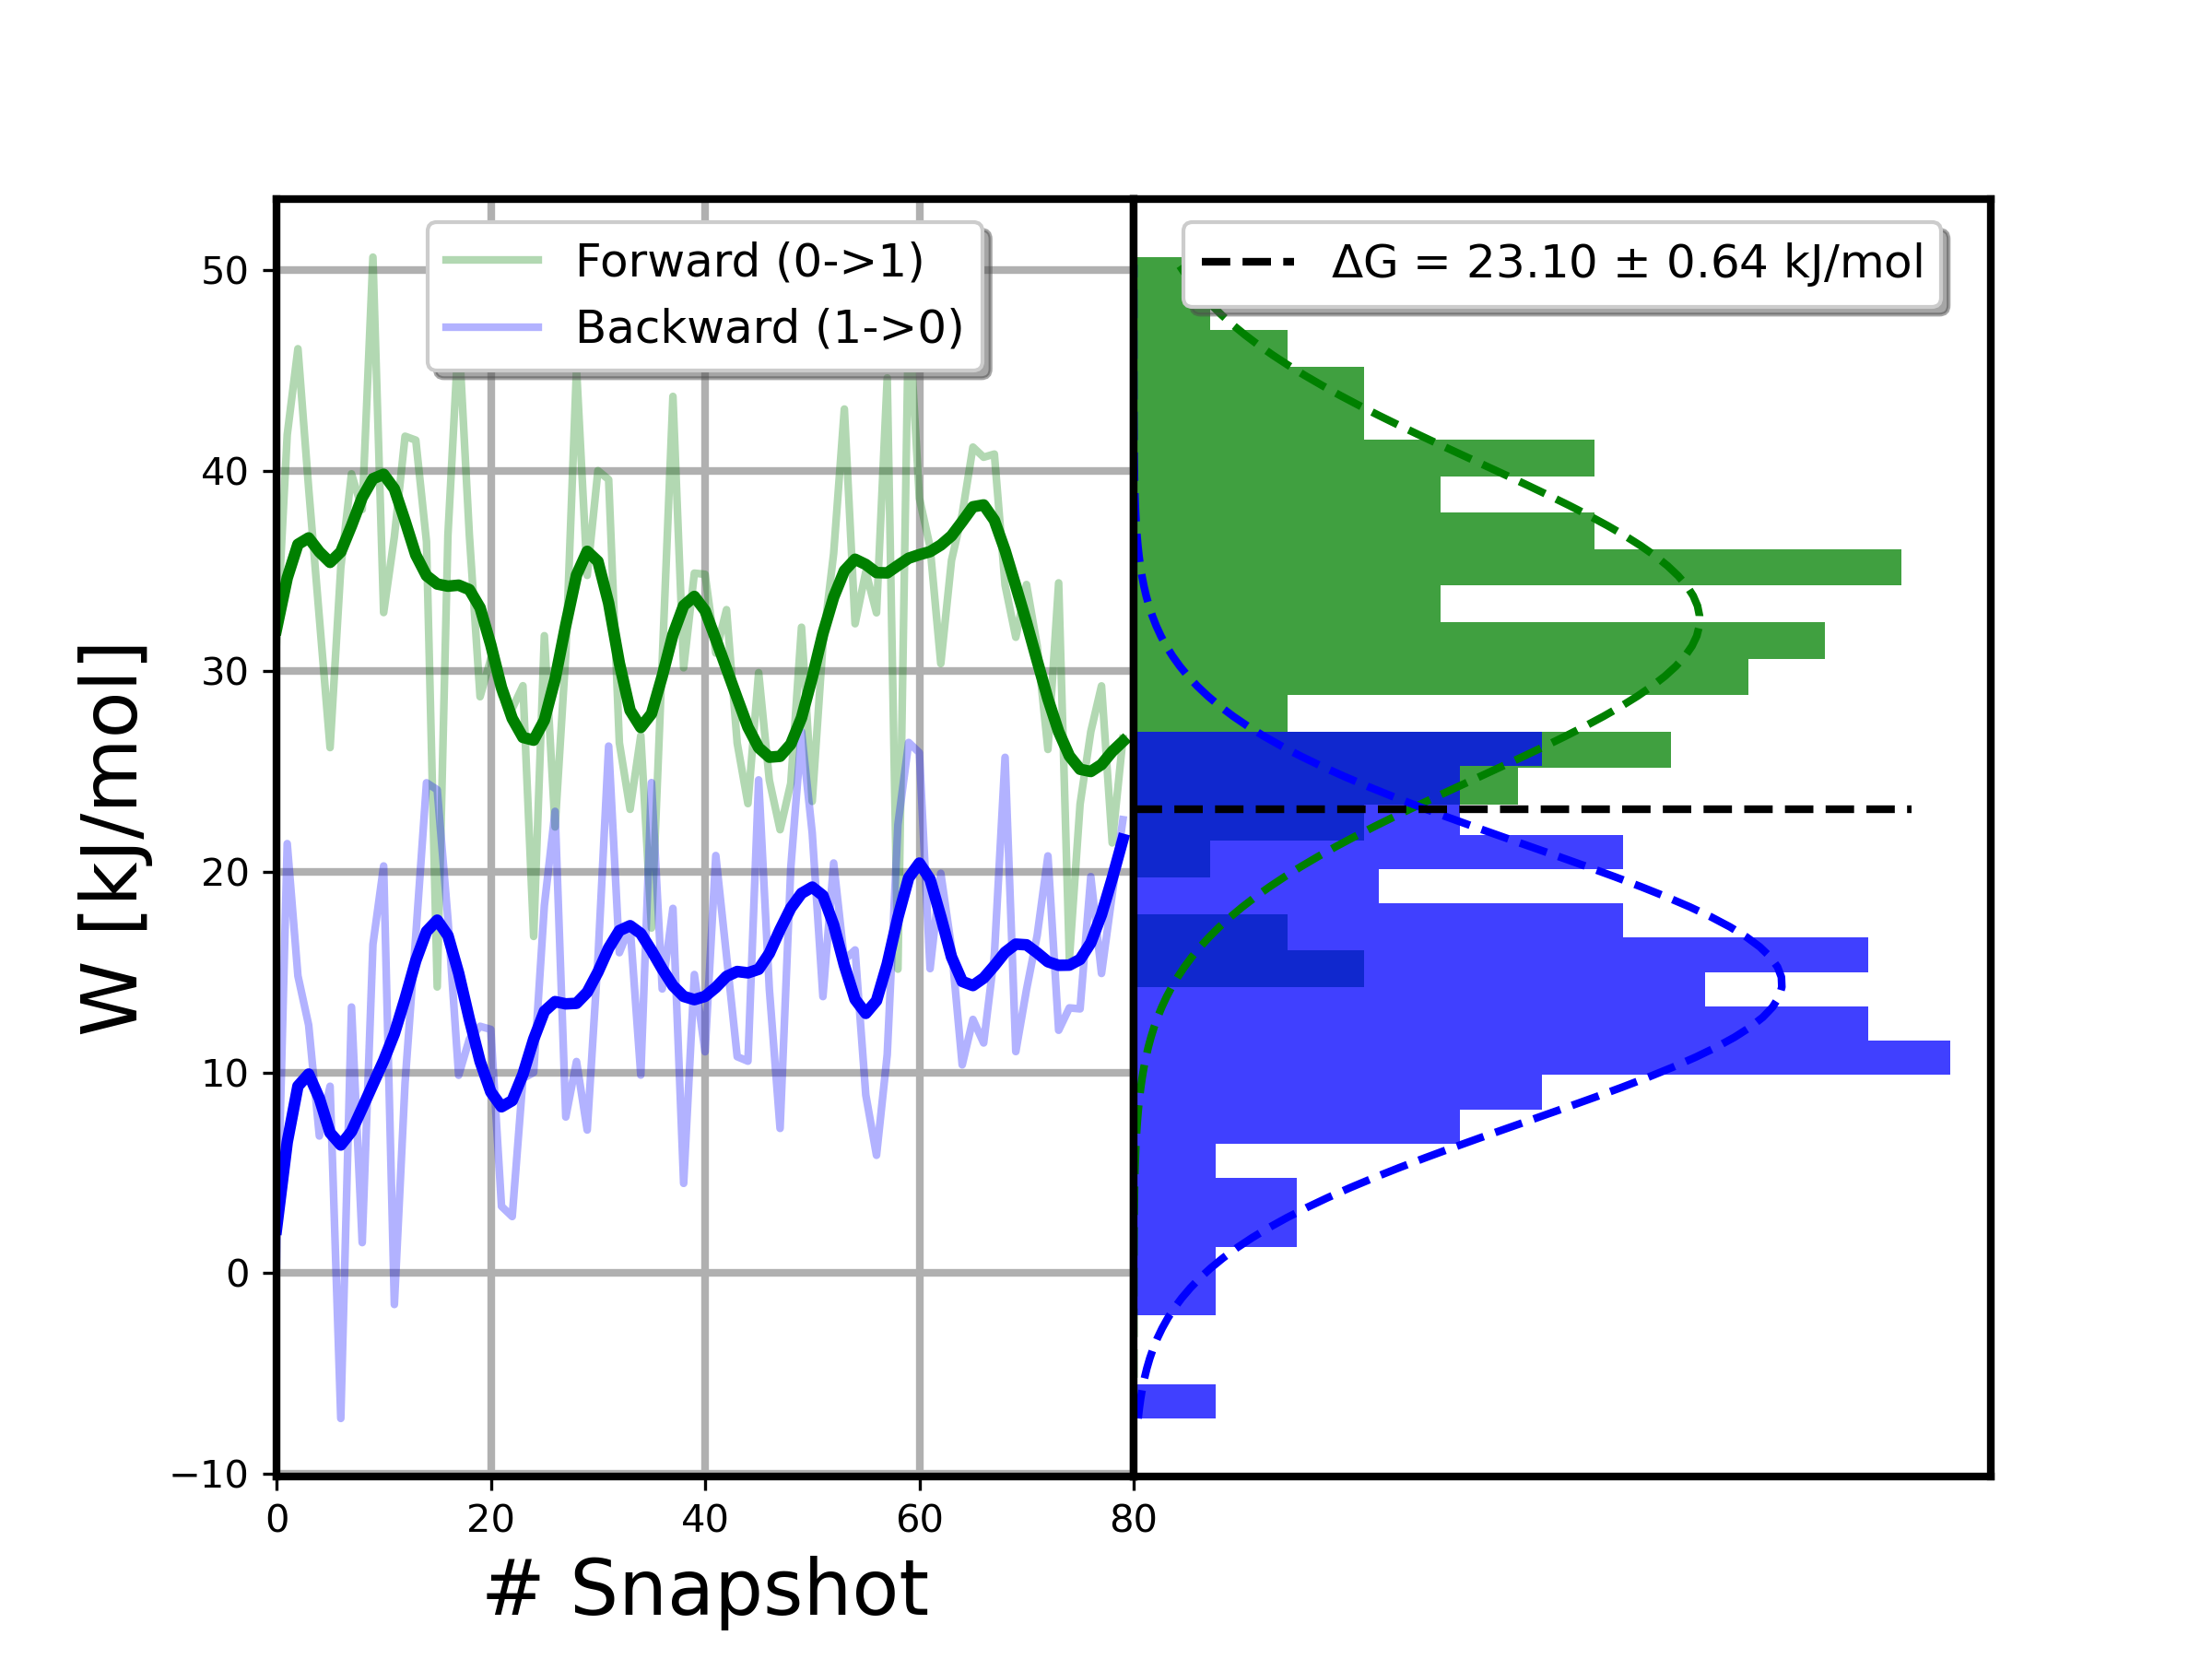 Forward (0->1)
Backward (1->0)
ΔG = 23.10 ± 0.64 kJ/mol
W [kJ/mol]
50
40
30
20
10
0
−10
0 20 40 60 80
# Snapshot